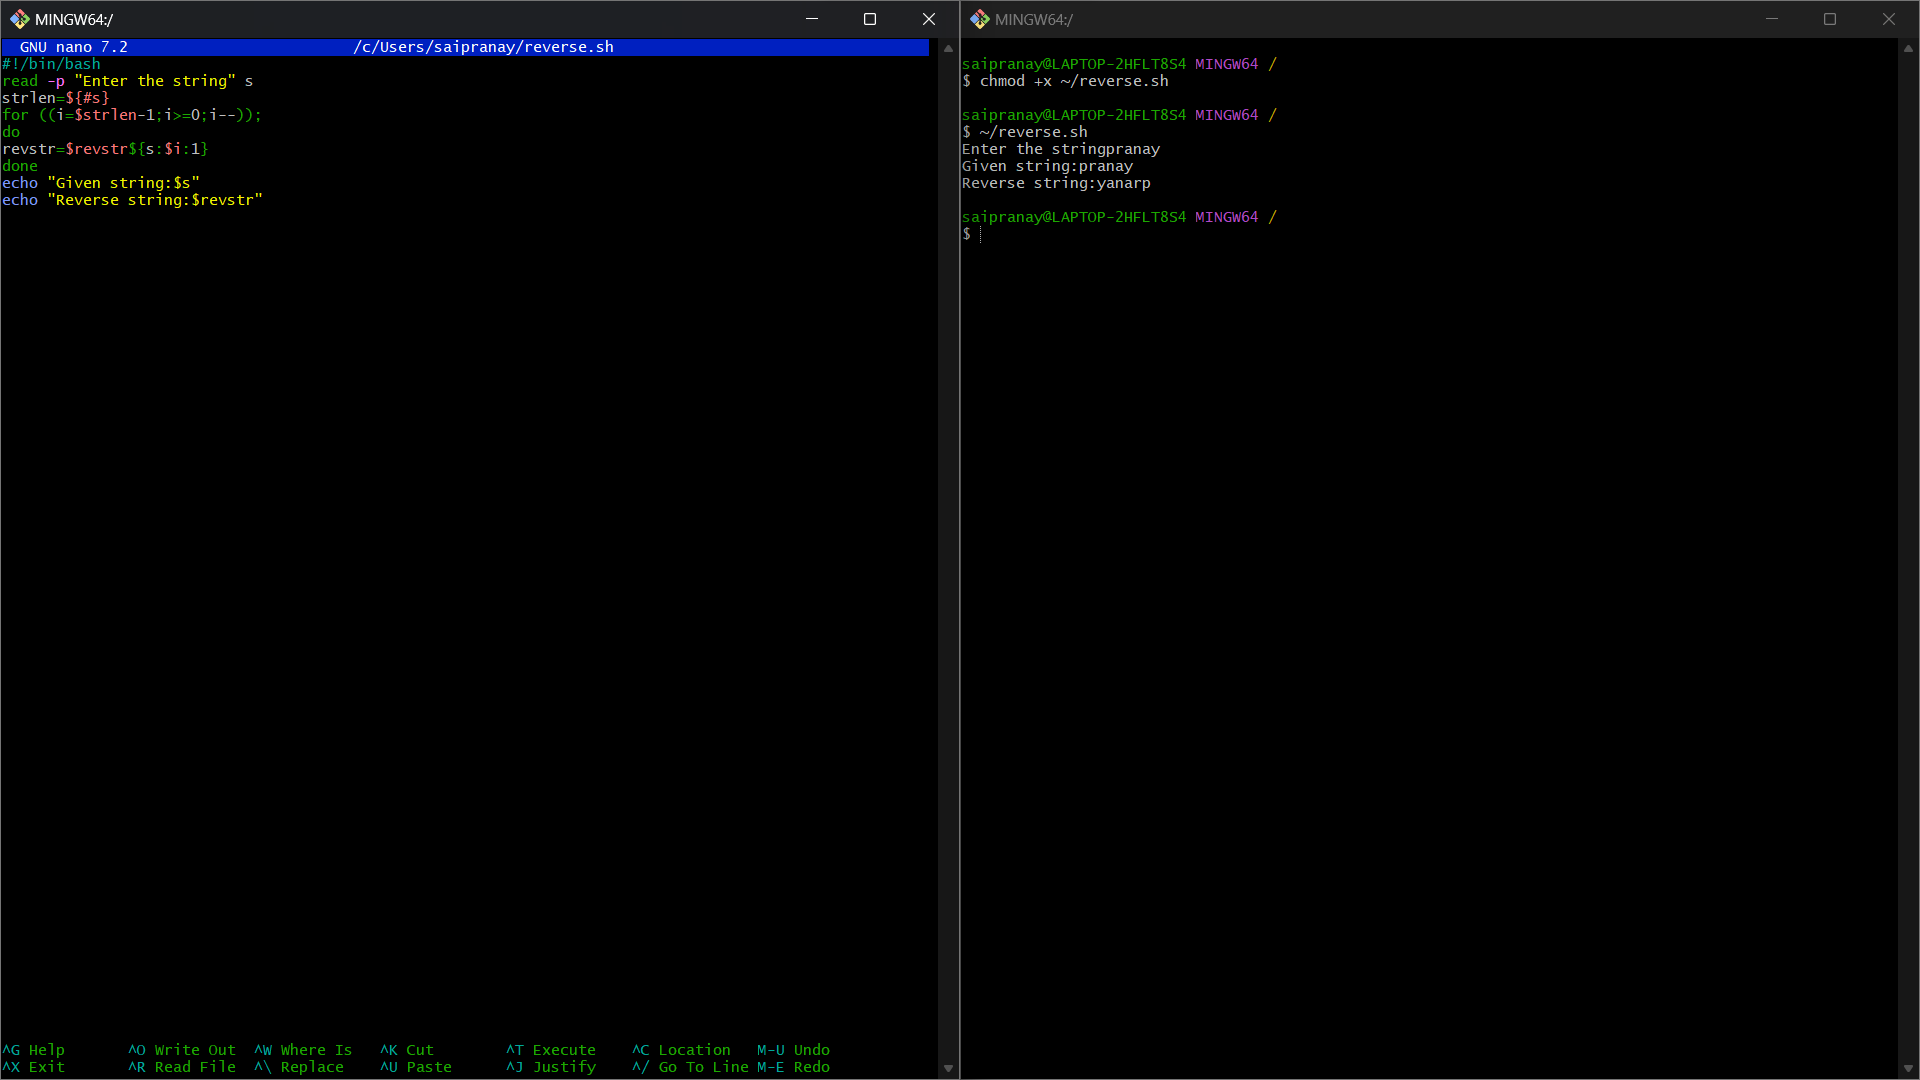 MINGW64:/
GNU nano 7.2 /c/Users/saipranay/reverse.sh
#!/bin/bash
read -p "Enter the string" s
strlen=${#s}
for ((i=$strlen-1;i>=0;i--));
do
revstr=$revstr${s:$i:1}
done
echo "Given string:$s"
echo "Reverse string:$revstr"
^G Help ^O Write Out ^W Where Is ^K Cut ^T Execute ^C Location M-U Undo
^X Exit ^R Read File ^\ Replace ^U Paste ^J Justify ^/ Go To Line M-E Redo
MINGW64:/
saipranay@LAPTOP-2HFLT8S4 MINGW64 /
$ chmod +x ~/reverse.sh
saipranay@LAPTOP-2HFLT8S4 MINGW64 /
$ ~/reverse.sh
Enter the stringpranay
Given string:pranay
Reverse string:yanarp
saipranay@LAPTOP-2HFLT8S4 MINGW64 /
$